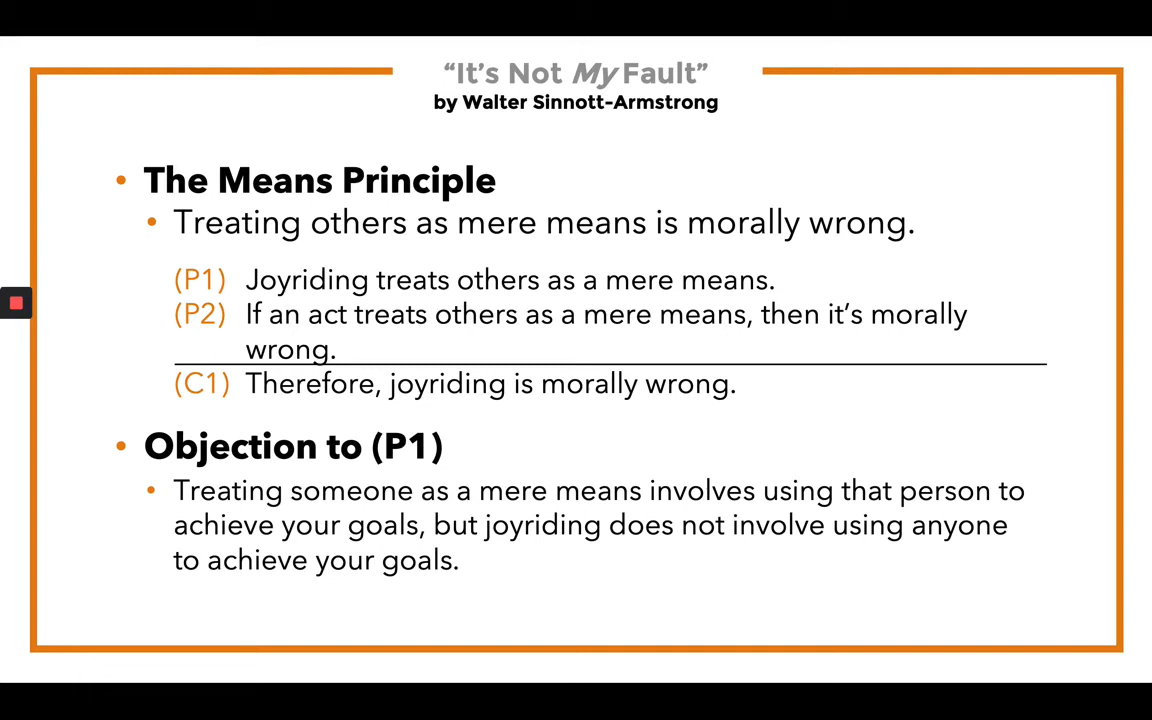 “It’s Not My Fault”
by Walter Sinnott-Armstrong
• The Means Principle
• Treating others as mere means is morally wrong.
(P1) Joyriding treats others as a mere means.
(P2) If an act treats others as a mere means, then it’s morally
wrong.
(C1) Therefore, joyriding is morally wrong.
• Objection to (P1)
• Treating someone as a mere means involves using that person to
achieve your goals, but joyriding does not involve using anyone
to achieve your goals.